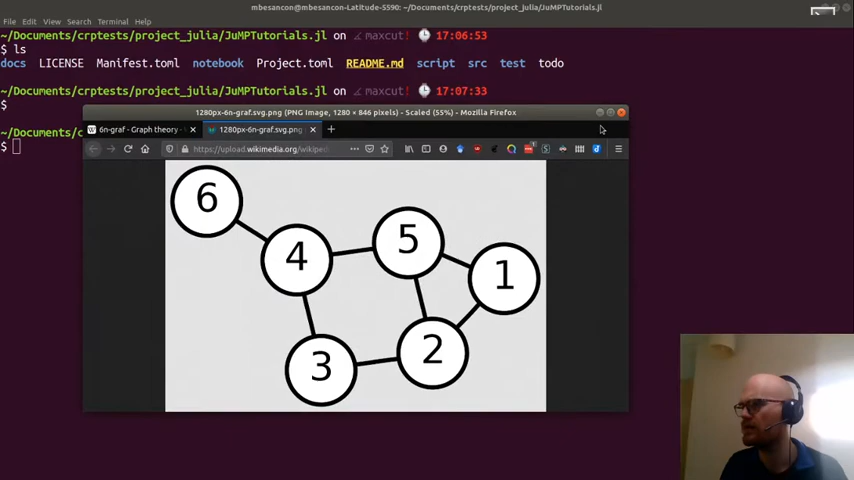 mbesancon@mbesancon-Latitude-5590: ~/Documents/crptests/project_julia/JuMPTutorials.jl
File Edit View Search Terminal Help
~/Documents/crptests/project_julia/JuMPTutorials.jl on maxcut! 17:06:53
$ ls
docs LICENSE Manifest.toml notebook Project.toml README.md script src test todo
~/Documents/crptests/project_julia/JuMPTutorials.jl on maxcut! 17:07:33
$
~/Documents/c
$
1280px-6n-graf.svg.png (PNG Image, 1280 × 846 pixels) - Scaled (55%) - Mozilla Firefox
6n-graf - Graph theory -
1280px-6n-graf.svg.png
https://upload.wikimedia.org/wikiped
6
4
5
1
3
2